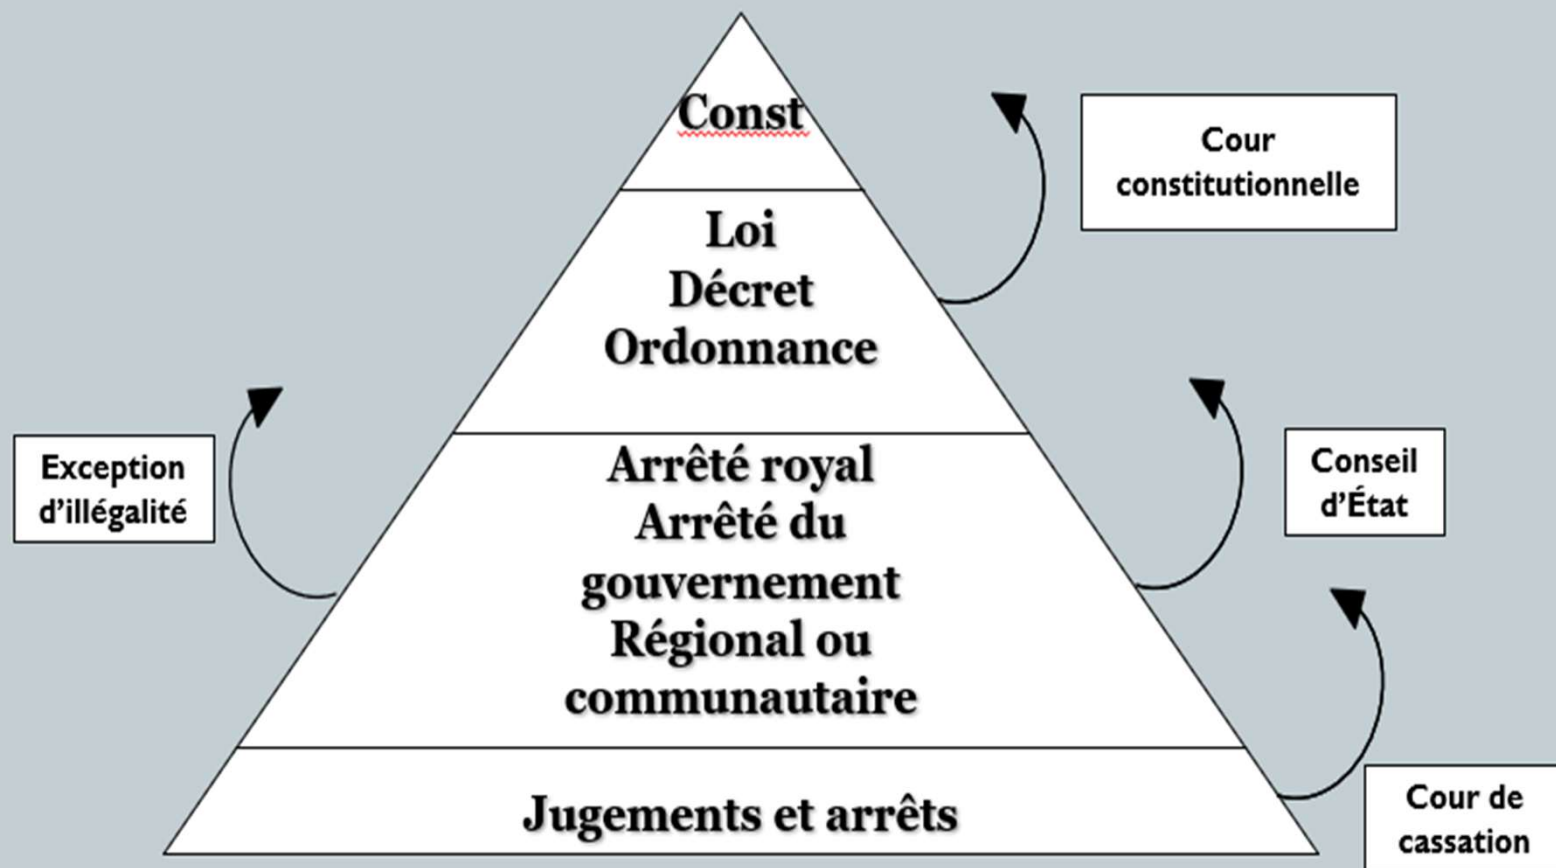 Const
Cour
constitutionnelle
Loi
Décret
Ordonnance
Exception
d’illégalité
Arrêté royal
Arrêté du
gouvernement
Régional ou
communautaire
Conseil
d’État
Jugements et arrêts
Cour de
cassation